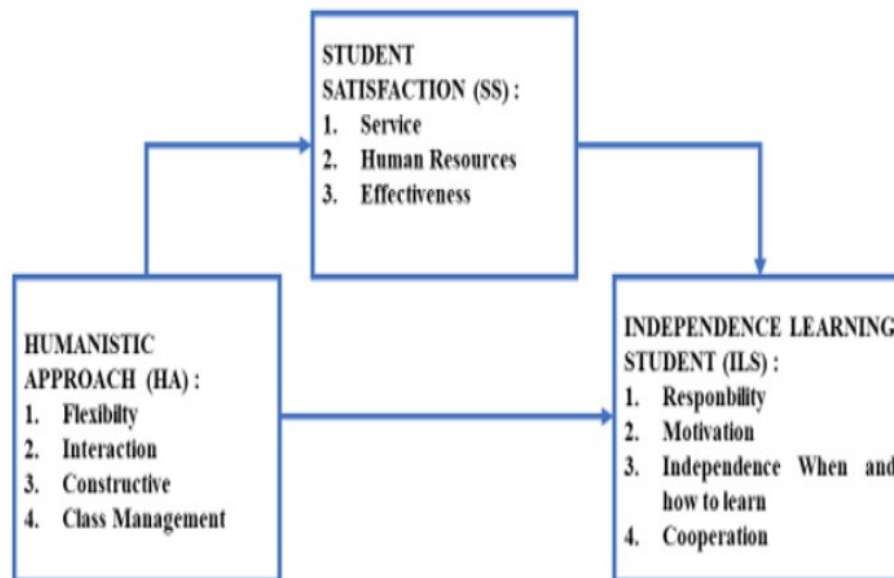 STUDENT
SATISFACTION (SS) :
1. Service
2. Human Resources
3. Effectiveness
HUMANISTIC
APPROACH (HA) :
1. Flexibilty
2. Interaction
3. Constructive
4. Class Management
INDEPENDENCE LEARNING
STUDENT (ILS) :
1. Responbility
2. Motivation
3. Independence When and
how to learn
4. Cooperation